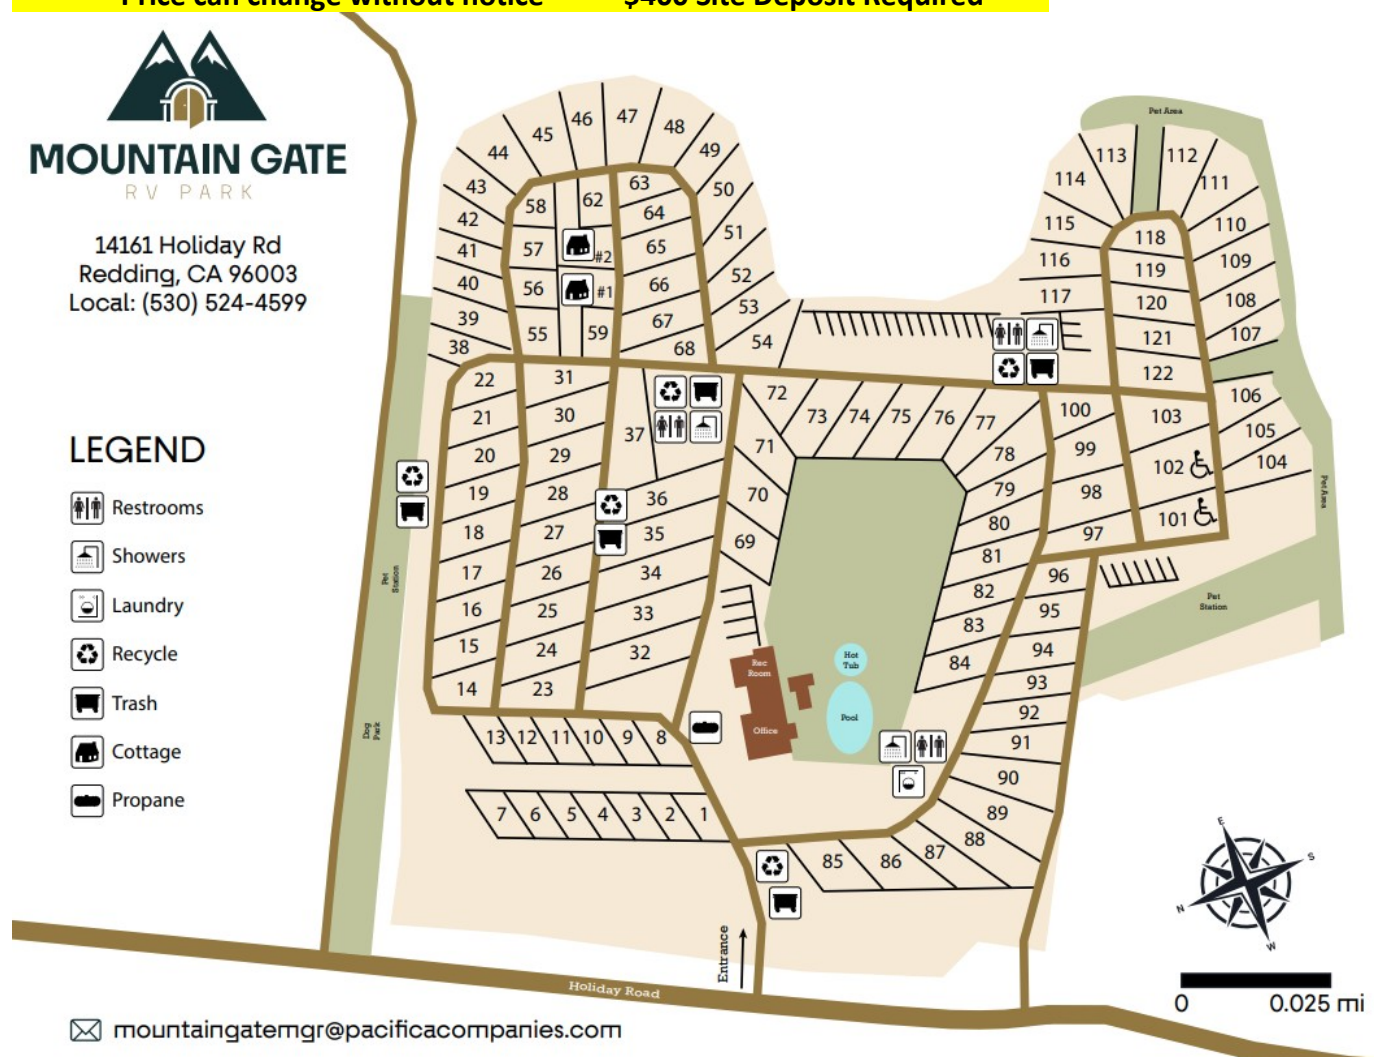 Price can change without notice $400 Site Deposit Required
MOUNTAIN GATE
RV PARK
14161 Holiday Rd
Redding, CA 96003
Local: (530) 524-4599
LEGEND
Restrooms
Showers
Laundry
Recycle
Trash
Cottage
Propane
46 47
45 48
44 49
43 50
42 51
41 52
40 53
39 54
38
58 62 63
64
57 #2 65
56 #1 66
55 59 67
68
Pet Area
113 112
114 111
115 118 110
116 119 109
117 120 108
121 107
122
22 31
21 30
20 29
19 28
18 27
17 26
16 25
15 24
14 23
37
36
35
34
33
32
72 73 74 75 76 77
71 78
70 79
69 80
81
82
83
84
100 103 106
99 102 105
98 101 104
97
96
95
94
93
92
91
90
89
88
87
86
85
Pet Area
Pet
Station
Pet
Station
Dog
Park
Rec
Room
Office
Hot
Tub
Pool
13 12 11 10 9 8
7 6 5 4 3 2 1
Entrance
Holiday Road
E
S
N
W
0 0.025 mi
mountaingatemgr@pacificacompanies.com